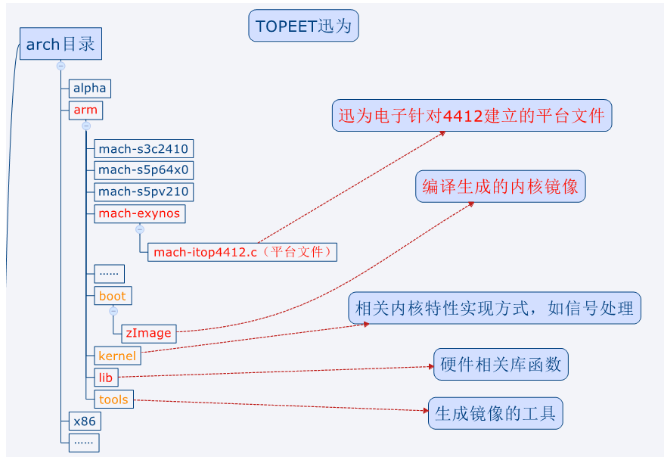 TOPEET迅为
arch目录
alpha
arm
mach-s3c2410
mach-s5p64x0
mach-s5pv210
mach-exynos
mach-itop4412.c（平台文件）
迅为电子针对4412建立的平台文件
编译生成的内核镜像
……
boot
zImage
相关内核特性实现方式，如信号处理
kernel
硬件相关库函数
lib
tools
生成镜像的工具
x86
……